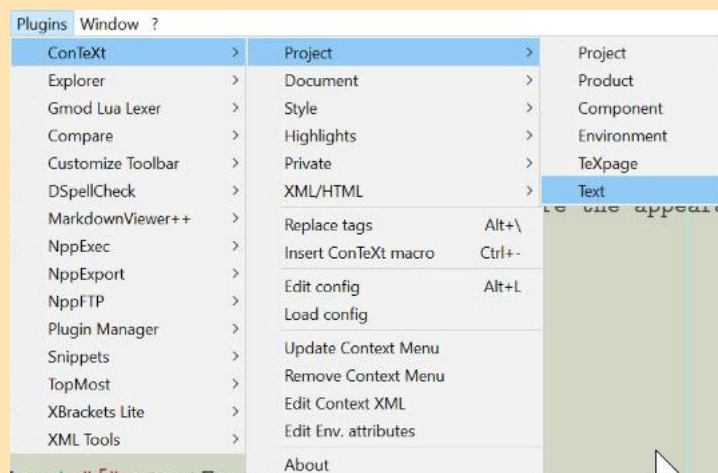 Plugins Window ?
ConTeXt >
Explorer >
Gmod Lua Lexer >
Compare >
Customize Toolbar >
DSpellCheck >
MarkdownViewer++ >
NppExec >
NppExport >
NppFTP >
Plugin Manager >
Snippets >
TopMost >
XBrackets Lite >
XML Tools >
Project >
Document >
Style >
Highlights >
Private >
XML/HTML >
Replace tags Alt+\
Insert ConTeXt macro Ctrl+-
Edit config Alt+L
Load config
Update Context Menu
Remove Context Menu
Edit Context XML
Edit Env. attributes
About
Project
Product
Component
Environment
TeXpage
Text
the appear